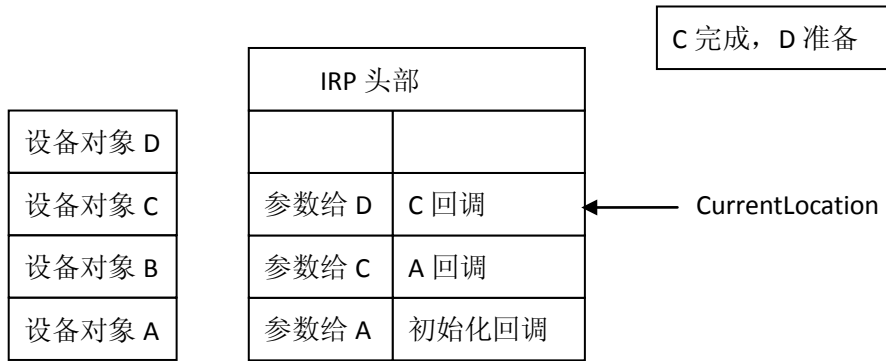 C 完成，D 准备
IRP 头部
设备对象 D
设备对象 C
参数给 D
C 回调
CurrentLocation
设备对象 B
参数给 C
A 回调
设备对象 A
参数给 A
初始化回调